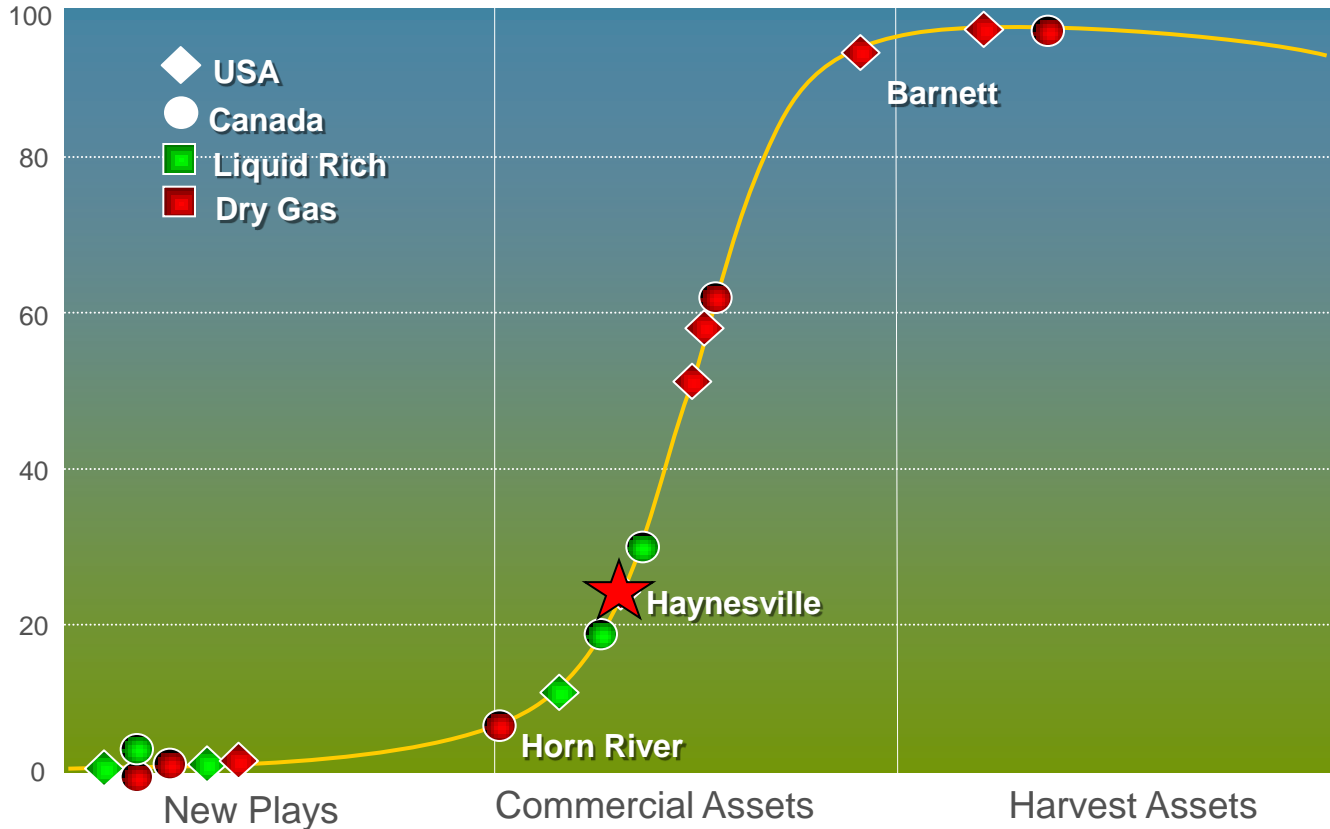 100
USA
Barnett
Canada
80
Liquid Rich
Dry Gas
60
40
Haynesville
20
Horn River
0
New Plays
Commercial Assets
Harvest Assets